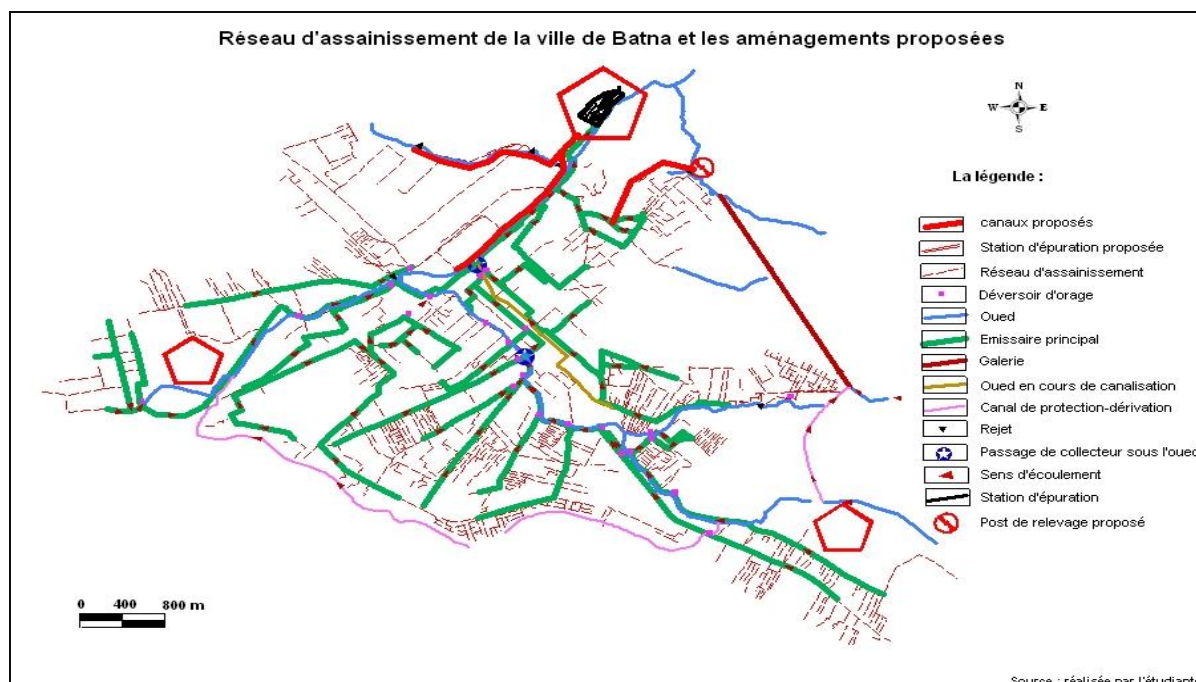 Réseau d'assainissement de la ville de Batna et les aménagements proposées
N
W E
S
La légende :
canaux proposés
Station d'épuration proposée
Réseau d'assainissement
Déversoir d'orage
Oued
Emissaire principal
Galerie
Oued en cours de canalisation
Canal de protection-dérivation
Rejet
Passage de collecteur sous l'oued
Sens d'écoulement
Station d'épuration
Post de relevage proposé
0 400 800 m
Source : réalisée par l'étudiante